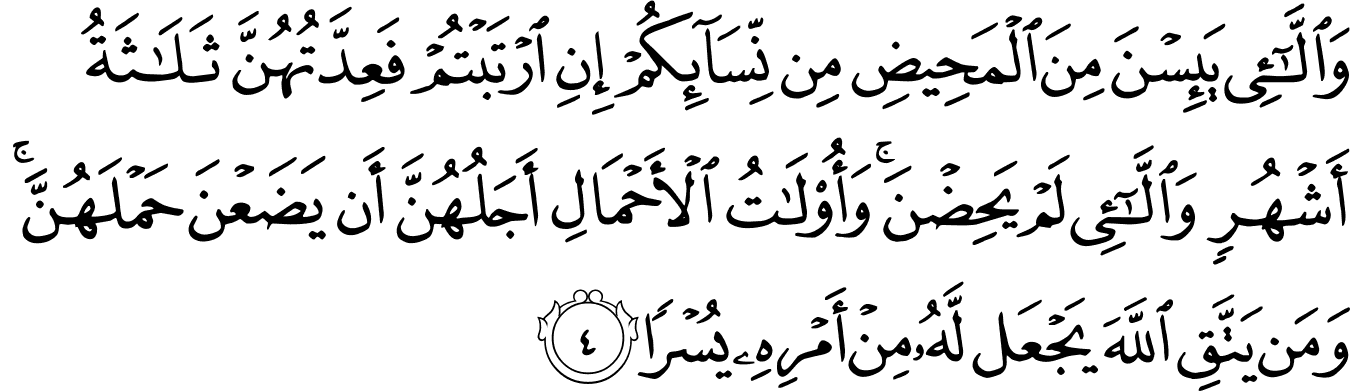 وَٱلَّـٰٓـِٔى يَئِسْنَ مِنَ ٱلْمَحِيضِ مِن نِّسَآئِكُمْ إِنِ ٱرْتَبْتُمْ فَعِدَّتُهُنَّ ثَلَـٰثَةُ
أَشْهُرٍ وَٱلَّـٰٓـِٔى لَمْ يَحِضْنَ ۚ وَأُو۟لَـٰتُ ٱلْأَحْمَالِ أَجَلُهُنَّ أَن يَضَعْنَ حَمْلَهُنَّ ۚ
وَمَن يَتَّقِ ٱللَّهَ يَجْعَل لَّهُۥ مِنْ أَمْرِهِۦ يُسْرًا ٤